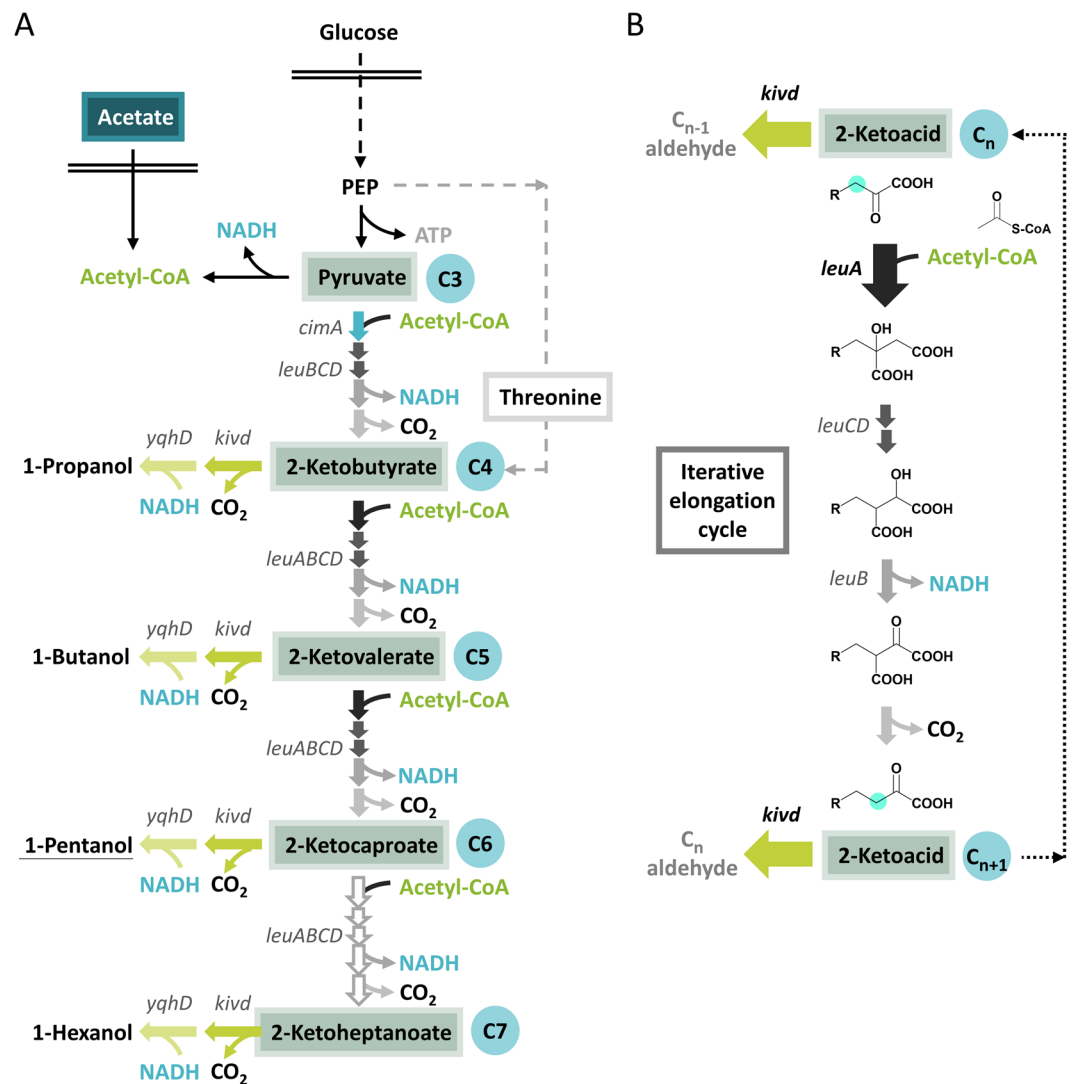 A
Glucose
Acetate
PEP
ATP
NADH
Acetyl-CoA
Pyruvate
C3
cimA
Acetyl-CoA
leuBCD
NADH
CO2
Threonine
1-Propanol
yqhD
kivd
NADH
CO2
2-Ketobutyrate
C4
Acetyl-CoA
leuABCD
NADH
CO2
1-Butanol
yqhD
kivd
NADH
CO2
2-Ketovalerate
C5
Acetyl-CoA
leuABCD
NADH
CO2
1-Pentanol
yqhD
kivd
NADH
CO2
2-Ketocaproate
C6
Acetyl-CoA
leuABCD
NADH
CO2
1-Hexanol
yqhD
kivd
NADH
CO2
2-Ketoheptanoate
C7
B
Cn-1
aldehyde
kivd
2-Ketoacid
Cn
R
COOH
O
O
S-CoA
leuA
Acetyl-CoA
OH
R
COOH
COOH
leuCD
Iterative
elongation
cycle
OH
R
COOH
COOH
leuB
NADH
O
R
COOH
COOH
CO2
O
R
COOH
Cn
aldehyde
kivd
2-Ketoacid
Cn+1